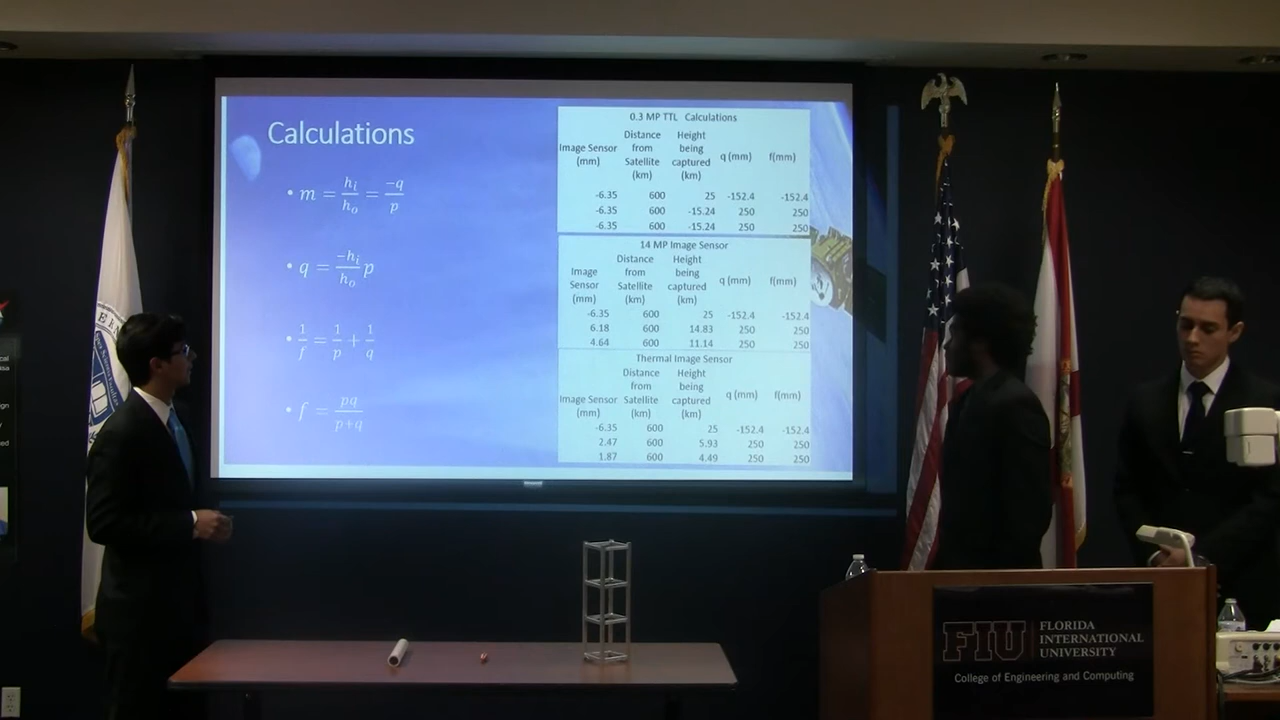 Calculations
• m = h_i/h_o = -q/p
• q = -h_i/h_o p
• 1/f = 1/p + 1/q
• f = pq/p+q
0.3 MP TTL Calculations
Image Sensor (mm) Distance from Satellite (km) Height being captured (km) q (mm) f(mm)
-6.35 600 25 -152.4 -152.4
-6.35 600 -15.24 250 250
-6.35 600 -15.24 250 250
14 MP Image Sensor
Image Sensor (mm) Distance from Satellite (km) Height being captured (km) q (mm) f(mm)
-6.35 600 25 -152.4 -152.4
6.18 600 14.83 250 250
4.64 600 11.14 250 250
Thermal Image Sensor
Image Sensor (mm) Distance from Satellite (km) Height being captured (km) q (mm) f(mm)
-6.35 600 25 -152.4 -152.4
2.47 600 5.93 250 250
1.87 600 4.49 250 250
FIU
FLORIDA
INTERNATIONAL
UNIVERSITY
College of Engineering and Computing